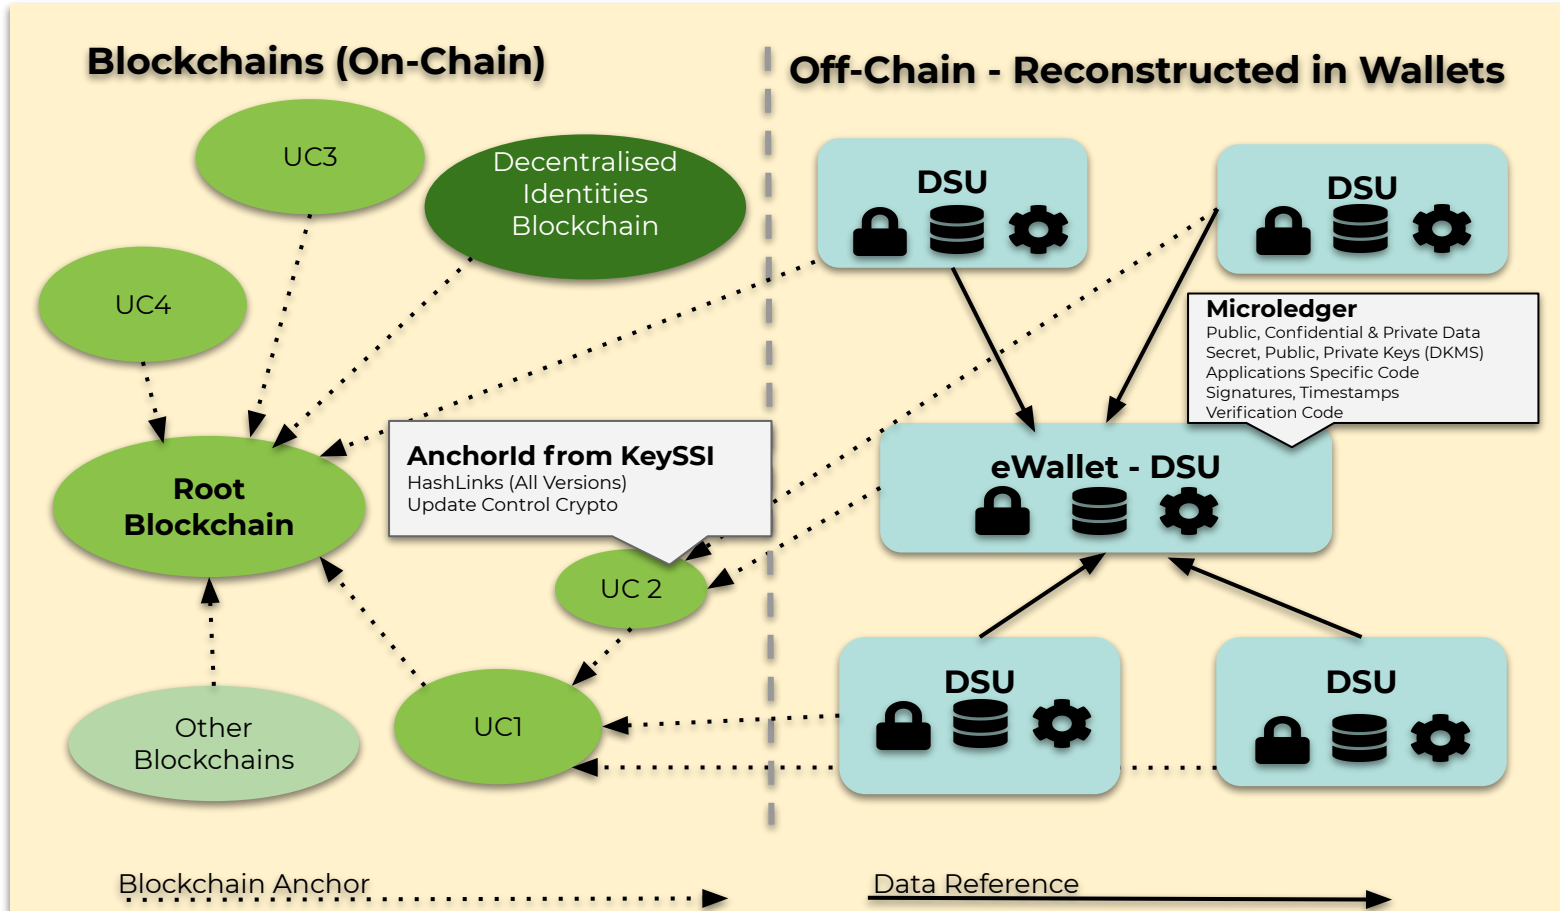 Blockchains (On-Chain)
Off-Chain - Reconstructed in Wallets
UC3
Decentralised
Identities
Blockchain
UC4
DSU
DSU
Microledger
Public, Confidential & Private Data
Secret, Public, Private Keys (DKMS)
Applications Specific Code
Signatures, Timestamps
Verification Code
Root
Blockchain
AnchorId from KeySSI
HashLinks (All Versions)
Update Control Crypto
eWallet - DSU
UC 2
Other
Blockchains
UC1
DSU
DSU
Blockchain Anchor
Data Reference